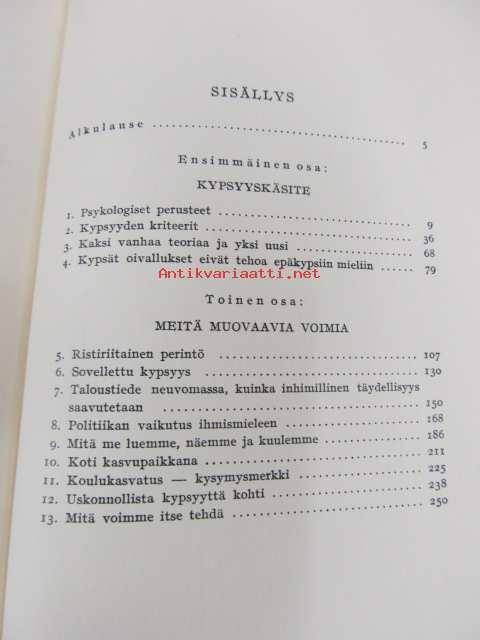 SISÄLLYS
Alkulause .......... 5
Ensimmäinen osa:
KYPSYYSKÄSITE
1. Psykologiset perusteet .......... 9
2. Kypsyyden kriteerit .......... 36
3. Kaksi vanhaa teoriaa ja yksi uusi .......... 68
4. Kypsät oivallukset eivät tehoa epäkypsiin mieliin .......... 79
Antikvariaatti.net
Toinen osa:
MEITÄ MUOVAAVIA VOIMIA
5. Ristiriitainen perintö .......... 107
6. Sovellettu kypsyys .......... 130
7. Taloustiede neuvomassa, kuinka inhimillinen täydellisyys
saavutetaan .......... 150
8. Politiikan vaikutus ihmismieleen .......... 168
9. Mitä me luemme, näemme ja kuulemme .......... 186
10. Koti kasvupaikkana .......... 211
11. Koulukasvatus — kysymysmerkki .......... 225
12. Uskonnollista kypsyyttä kohti .......... 238
13. Mitä voimme itse tehdä .......... 250